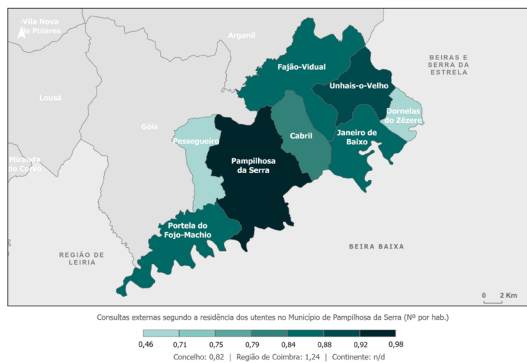 Vila Nova
de Poiares
Arganil
Fajão-Vidual
BEIRAS E
SERRA DA
ESTRELA
Unhais-o-Velho
Lousã
Dornelas
do Zêzere
Góis
Pessegueiro
Cabril
Janeiro de
Baixo
Miranda
do Corvo
Pampilhosa
da Serra
Portela do
Fojo-Machio
REGIÃO DE
LEIRIA
BEIRA BAIXA
0 2 Km
Consultas externas segundo a residência dos utentes no Município de Pampilhosa da Serra (Nº por hab.)
0,46 0,71 0,75 0,79 0,84 0,88 0,92 0,98
Concelho: 0,82 | Região de Coimbra: 1,24 | Continente: n/d